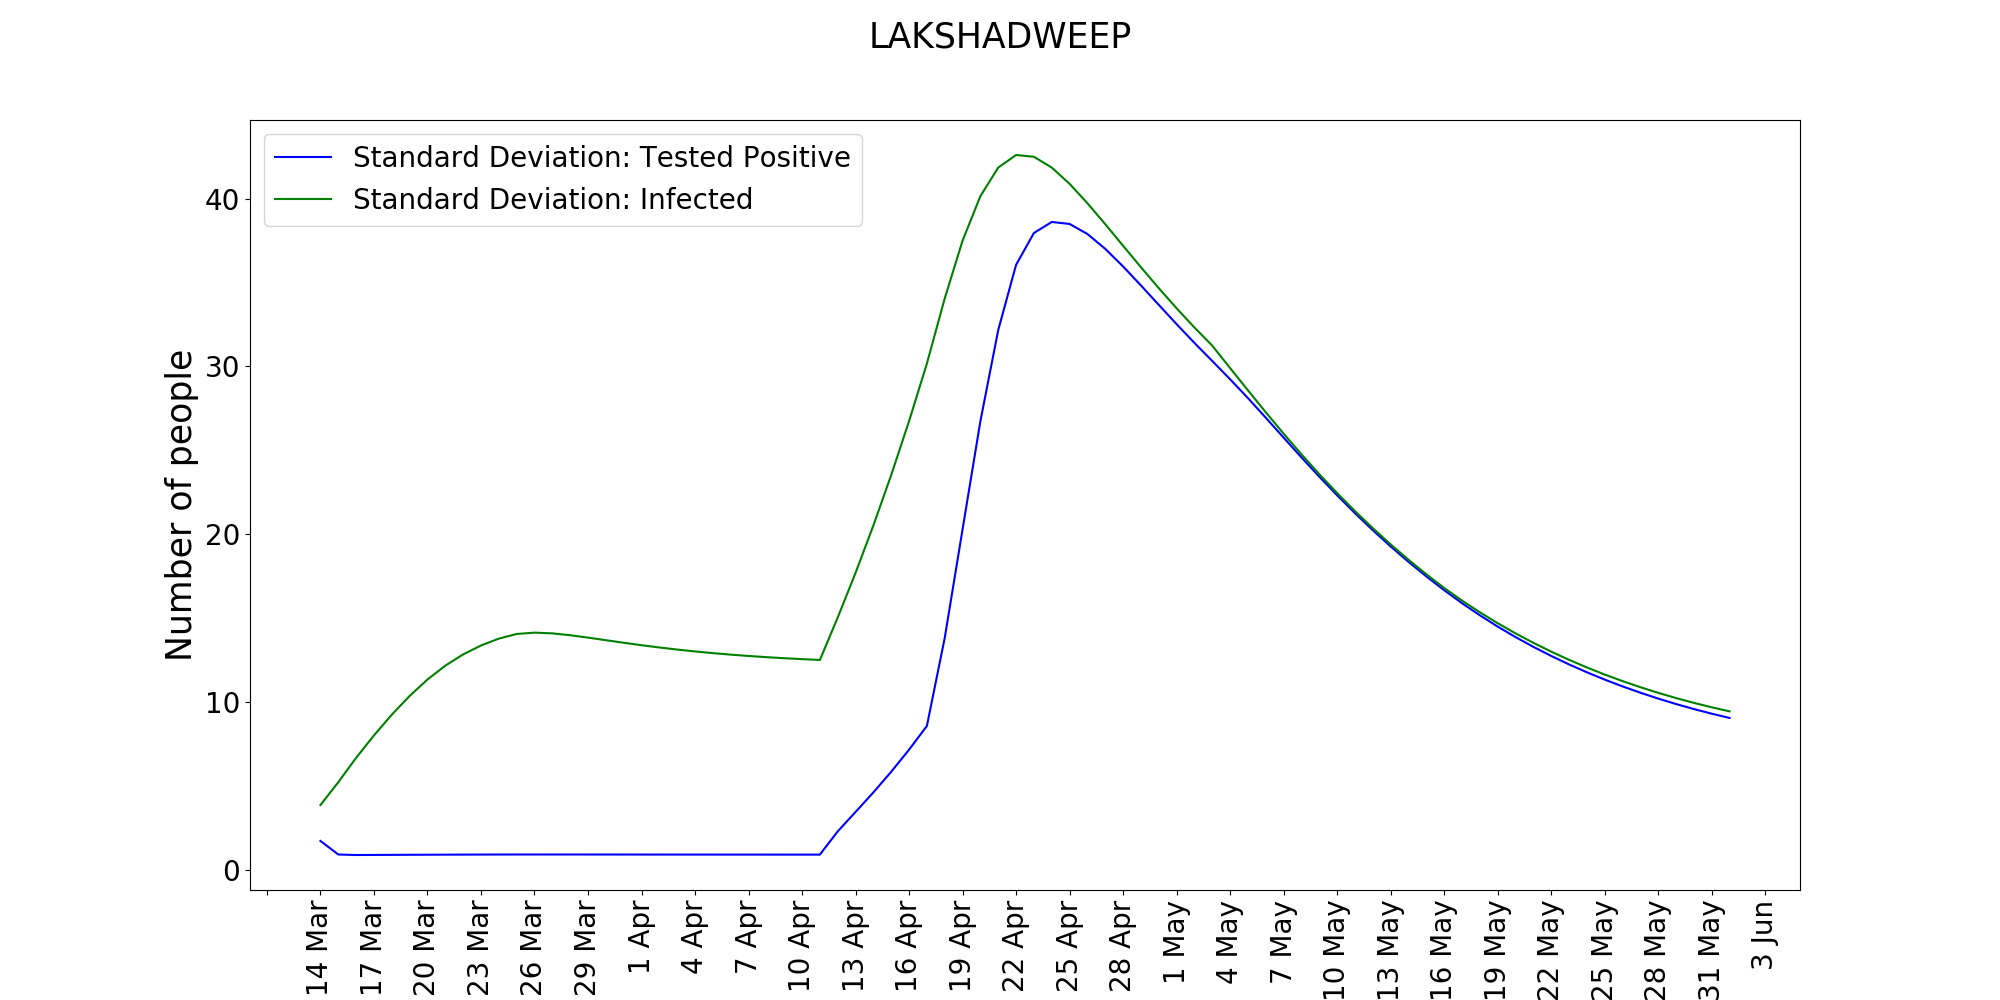 LAKSHADWEEP
Standard Deviation: Tested Positive
Standard Deviation: Infected
Number of people
40
30
20
10
0
14 Mar
17 Mar
20 Mar
23 Mar
26 Mar
29 Mar
1 Apr
4 Apr
7 Apr
10 Apr
13 Apr
16 Apr
19 Apr
22 Apr
25 Apr
28 Apr
1 May
4 May
7 May
10 May
13 May
16 May
19 May
22 May
25 May
28 May
31 May
3 Jun